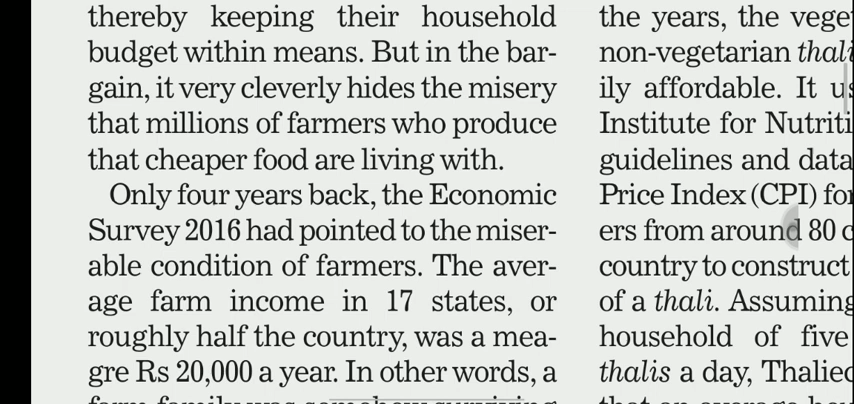 thereby keeping their household
budget within means. But in the bar-
gain, it very cleverly hides the misery
that millions of farmers who produce
that cheaper food are living with.
Only four years back, the Economic
Survey 2016 had pointed to the miser-
able condition of farmers. The aver-
age farm income in 17 states, or
roughly half the country, was a mea-
gre Rs 20,000 a year. In other words, a
the years, the vege
non-vegetarian thali
ily affordable. It us
Institute for Nutriti
guidelines and data
Price Index (CPI) for
ers from around 80 c
country to construct
of a thali. Assuming
household of five
thalis a day, Thalied